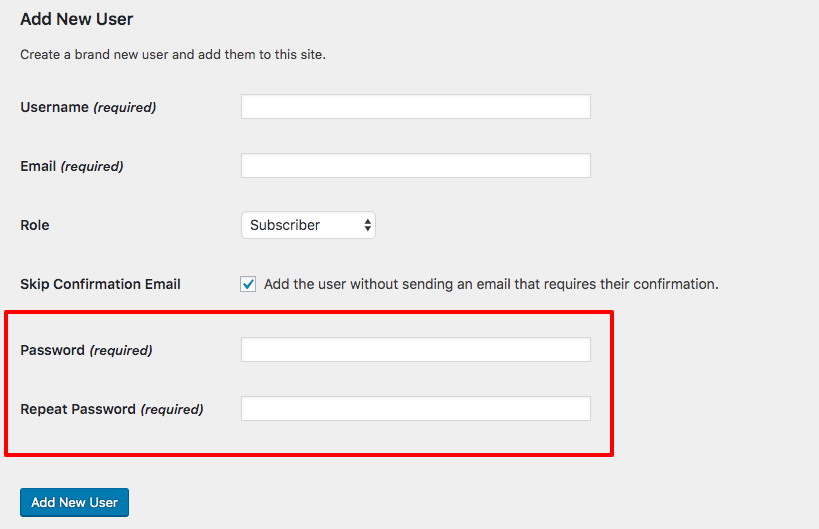 Add New User
Create a brand new user and add them to this site.
Username (required)
Email (required)
Role Subscriber
Skip Confirmation Email Add the user without sending an email that requires their confirmation.
Password (required)
Repeat Password (required)
Add New User